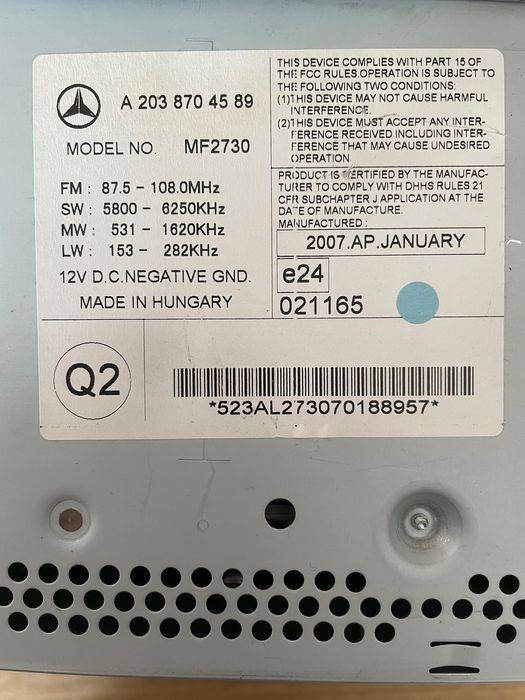 A 203 870 45 89
MODEL NO. MF2730
FM : 87.5 - 108.0MHz
SW : 5800 - 6250KHz
MW : 531 - 1620KHz
LW : 153 - 282KHz
12V D.C.NEGATIVE GND.
MADE IN HUNGARY
THIS DEVICE COMPLIES WITH PART 15 OF
THE FCC RULES.OPERATION IS SUBJECT TO
THE FOLLOWING TWO CONDITIONS:
(1)THIS DEVICE MAY NOT CAUSE HARMFUL
INTERFERENCE.
(2)THIS DEVICE MUST ACCEPT ANY INTER-
FERENCE RECEIVED INCLUDING INTER-
FERENCE THAT MAY CAUSE UNDESIRED
OPERATION
PRODUCT IS CERTIFIED BY THE MANUFAC-
TURER TO COMPLY WITH DHHS RULES 21
CFR SUBCHAPTER J APPLICATION AT THE
DATE OF MANUFACTURE.
MANUFACTURED :
2007.AP.JANUARY
e24
021165
Q2
*523AL273070188957*